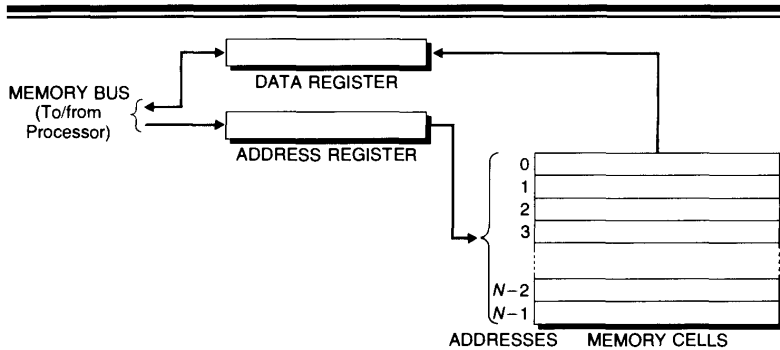 DATA REGISTER
MEMORY BUS
(To/from
Processor)
ADDRESS REGISTER
0
1
2
3
N-2
N-1
ADDRESSES
MEMORY CELLS